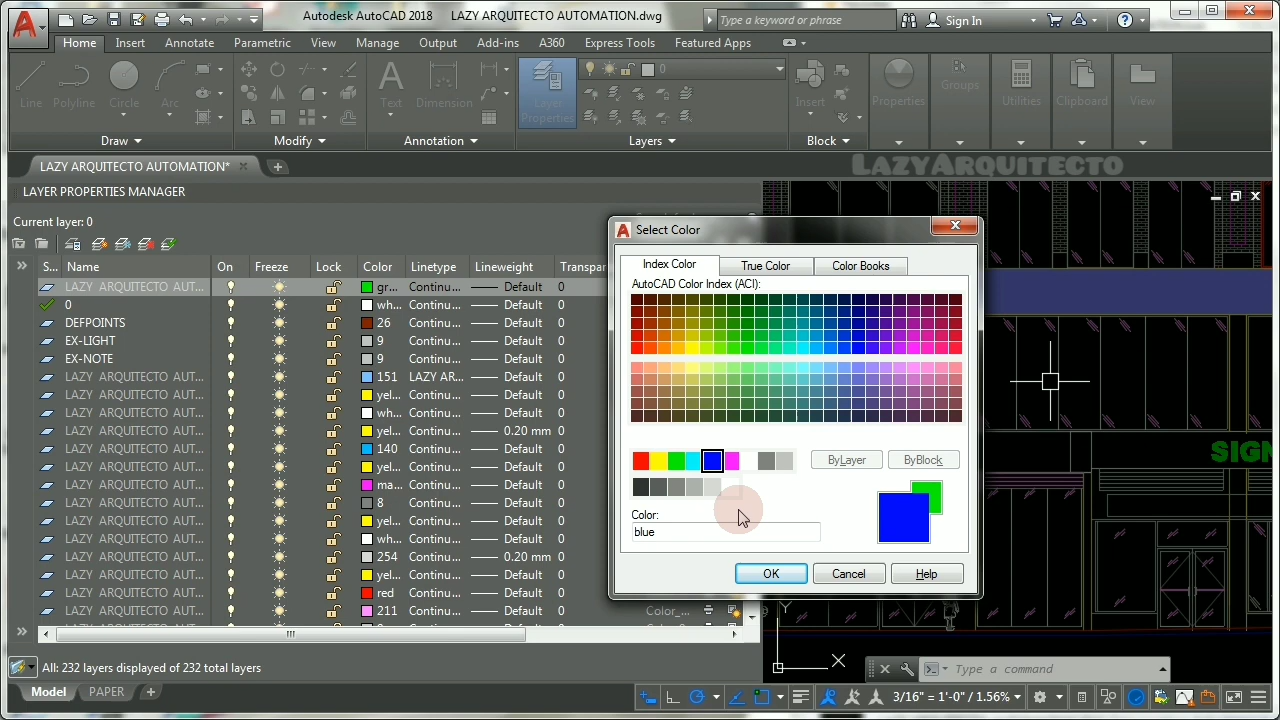 Autodesk AutoCAD 2018 LAZY ARQUITECTO AUTOMATION.dwg
Type a keyword or phrase
Sign In
Home Insert Annotate Parametric View Manage Output Add-ins A360 Express Tools Featured Apps
0
Line Polyline Circle Arc Text Dimension Layer Properties Insert Properties Groups Utilities Clipboard View
Draw Modify Annotation Layers Block
LAZY ARQUITECTO AUTOMATION*
LAZYARQUITECTO
LAYER PROPERTIES MANAGER
Current layer: 0
S... Name On Freeze Lock Color Linetype Lineweight Transpare
LAZY ARQUITECTO AUT... gr... Continu... Default 0
0 wh... Continu... Default 0
DEFPOINTS 26 Continu... Default 0
EX-LIGHT 9 Continu... Default 0
EX-NOTE 9 Continu... Default 0
LAZY ARQUITECTO AUT... 151 LAZY AR... Default 0
LAZY ARQUITECTO AUT... yel... Continu... Default 0
LAZY ARQUITECTO AUT... wh... Continu... Default 0
LAZY ARQUITECTO AUT... yel... Continu... 0.20 mm 0
LAZY ARQUITECTO AUT... 140 Continu... Default 0
LAZY ARQUITECTO AUT... yel... Continu... Default 0
LAZY ARQUITECTO AUT... ma... Continu... Default 0
LAZY ARQUITECTO AUT... 8 Continu... Default 0
LAZY ARQUITECTO AUT... yel... Continu... Default 0
LAZY ARQUITECTO AUT... wh... Continu... Default 0
LAZY ARQUITECTO AUT... 254 Continu... 0.20 mm 0
LAZY ARQUITECTO AUT... yel... Continu... Default 0
LAZY ARQUITECTO AUT... red Continu... Default 0
LAZY ARQUITECTO AUT... 211 Continu... Default 0 Color_...
All: 232 layers displayed of 232 total layers
Select Color
Index Color True Color Color Books
AutoCAD Color Index (ACI):
ByLayer ByBlock
Color:
blue
OK Cancel Help
SIGN
Y
X
Type a command
Model PAPER
3/16" = 1'-0" / 1.56%